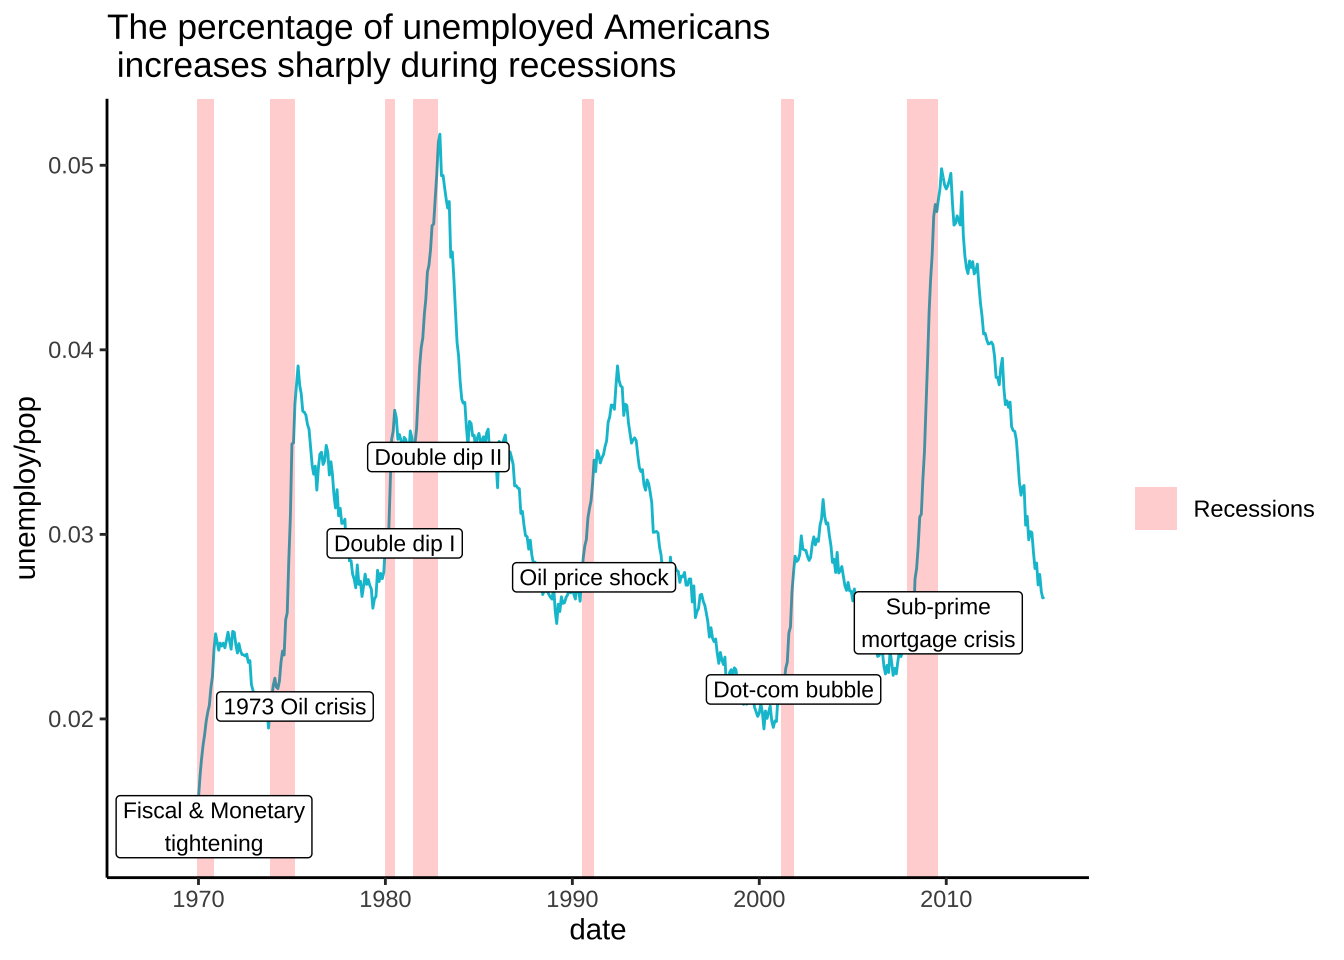 The percentage of unemployed Americans
increases sharply during recessions
unemploy/pop
0.05
0.04
0.03
0.02
Double dip II
Double dip I
Oil price shock
Sub-prime
mortgage crisis
Dot-com bubble
1973 Oil crisis
Fiscal & Monetary
tightening
1970
1980
1990
2000
2010
date
Recessions